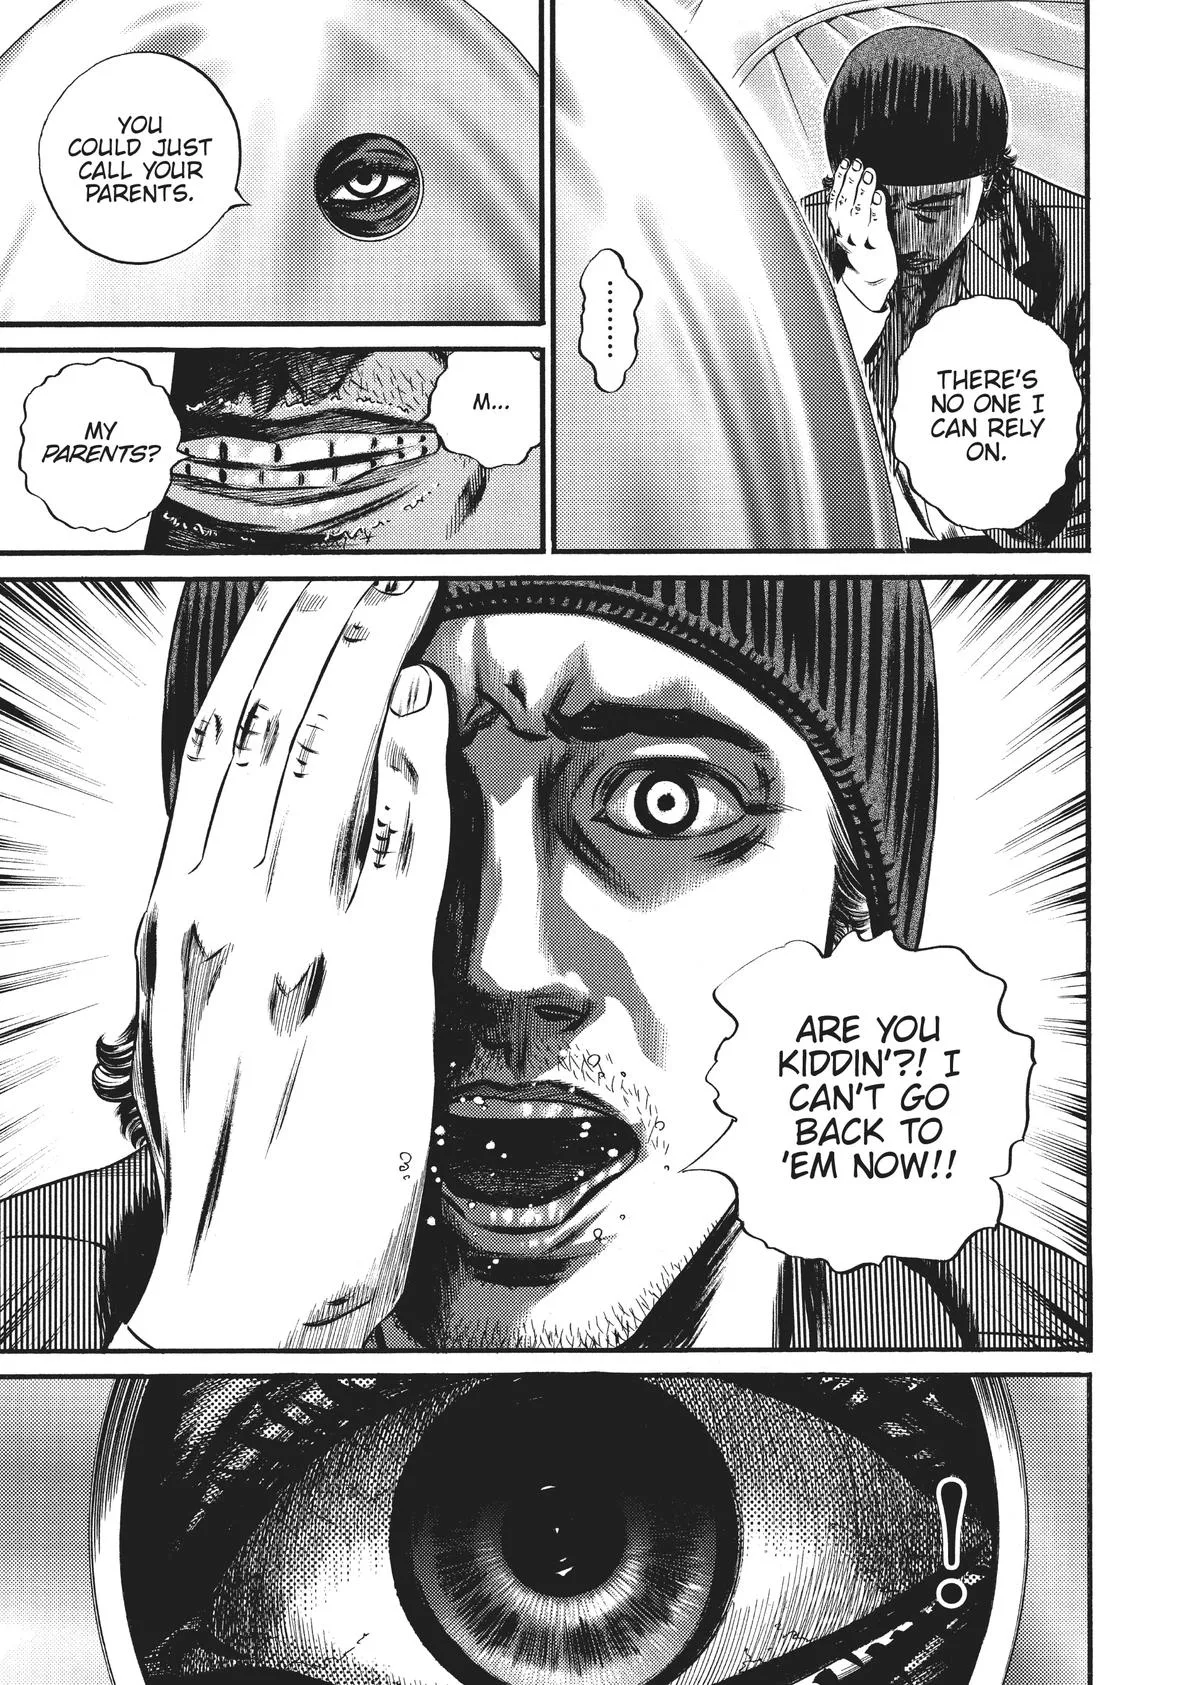 THERE'S
NO ONE I
CAN RELY
ON.
.........
YOU
COULD JUST
CALL YOUR
PARENTS.
M...
MY
PARENTS?
ARE YOU
KIDDIN'?! I
CAN'T GO
BACK TO
'EM NOW!!
!